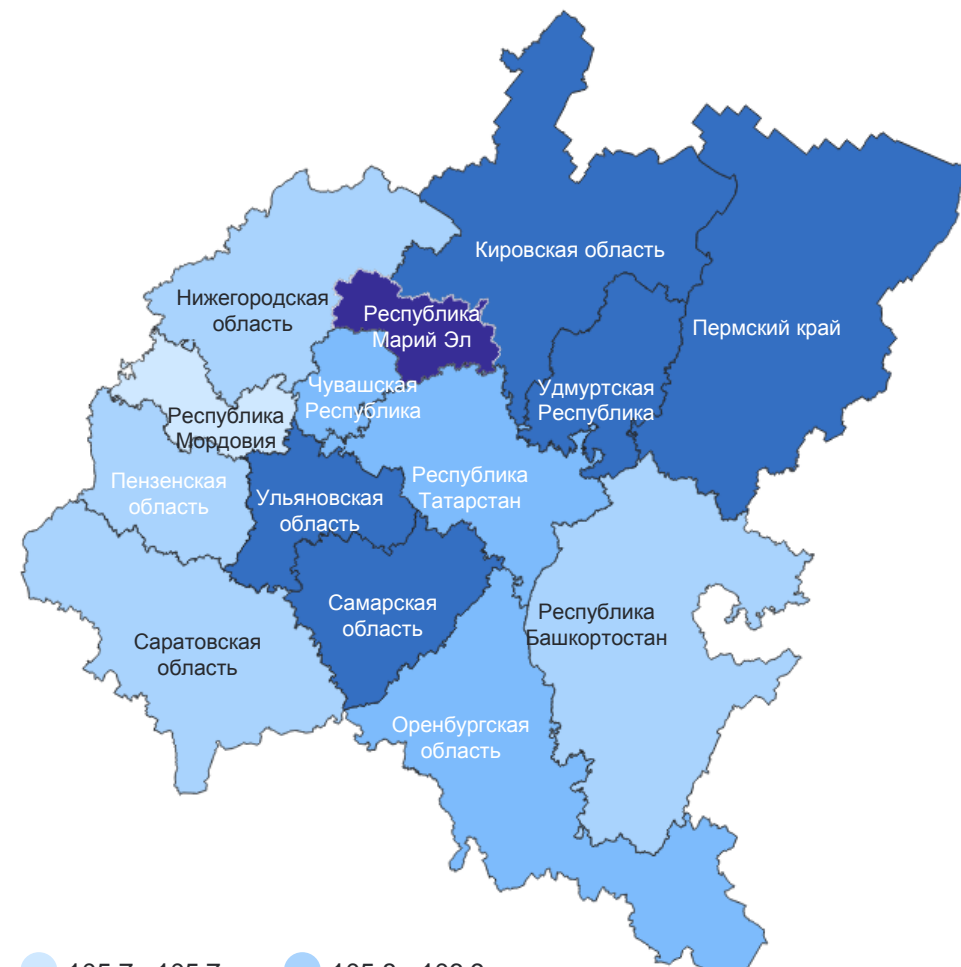 Кировская область
Нижегородская
область
Республика
Марий Эл
Пермский край
Чувашская
Республика
Удмуртская
Республика
Республика
Мордовия
Пензенская
область
Ульяновская
область
Республика
Татарстан
Самарская
область
Республика
Башкортостан
Саратовская
область
Оренбургская
область